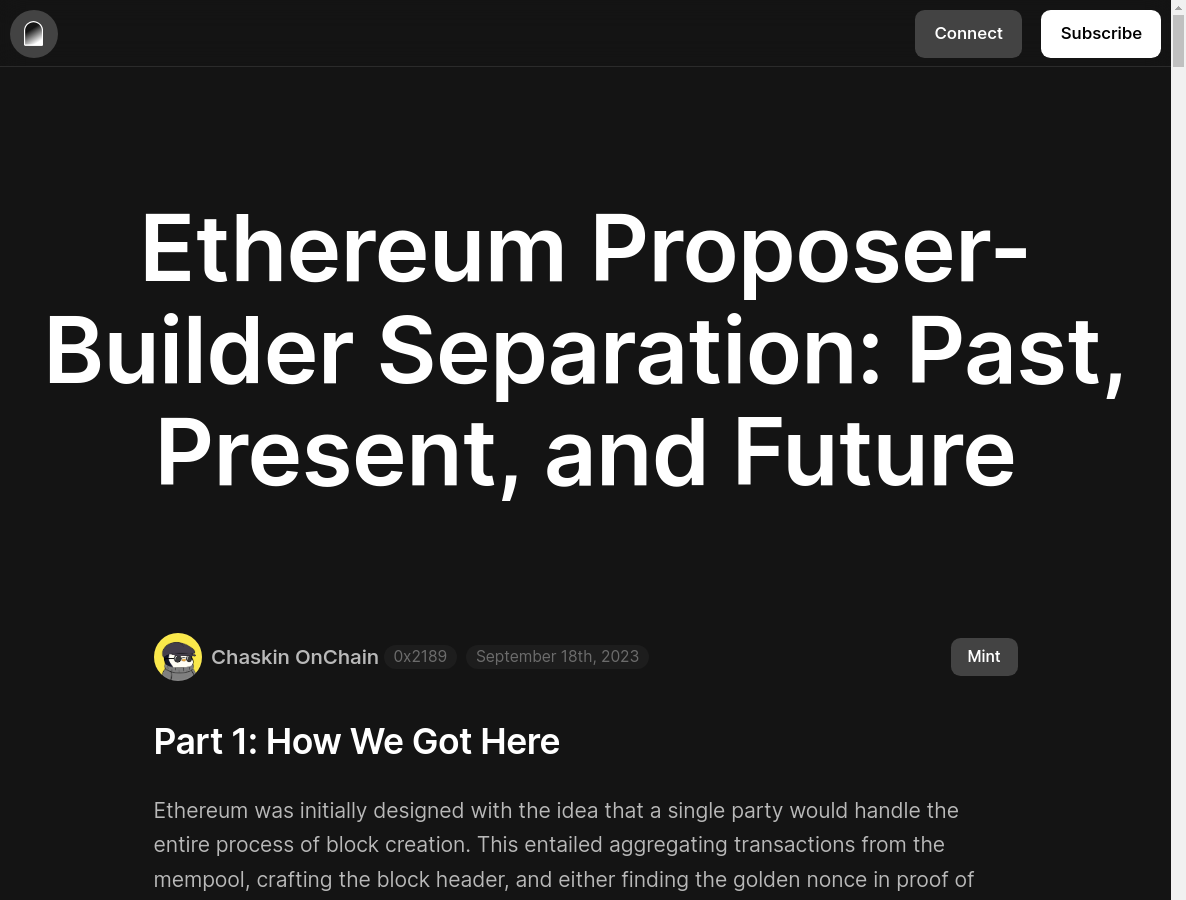 Connect
Subscribe
Ethereum Proposer-
Builder Separation: Past,
Present, and Future
Chaskin OnChain 0x2189 September 18th, 2023
Mint
Part 1: How We Got Here
Ethereum was initially designed with the idea that a single party would handle the
entire process of block creation. This entailed aggregating transactions from the
mempool, crafting the block header, and either finding the golden nonce in proof of